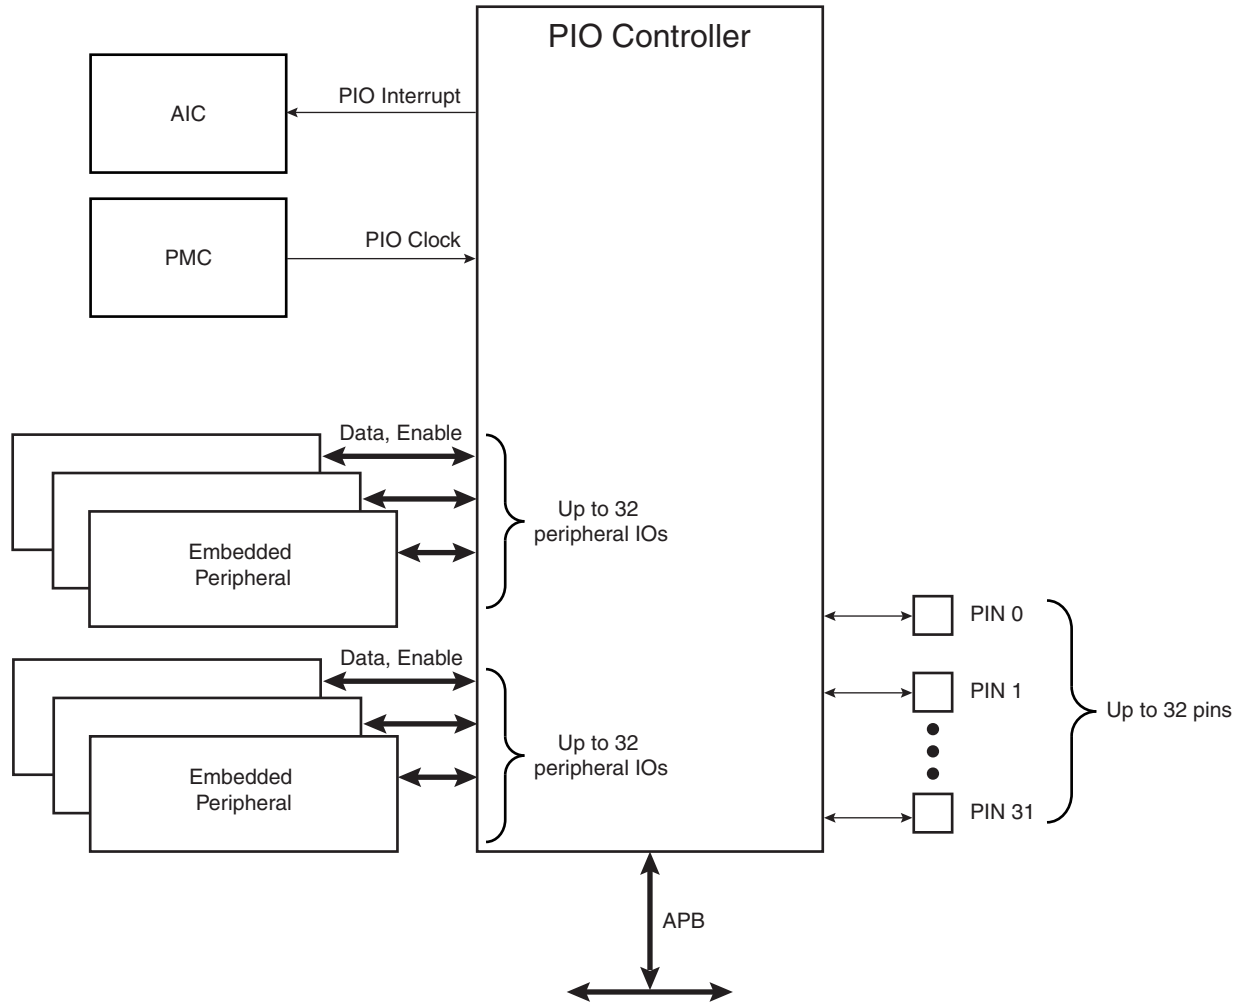 PIO Controller
PIO Interrupt
AIC
PIO Clock
PMC
Data, Enable
Up to 32
peripheral IOs
Embedded
Peripheral
PIN 0
Data, Enable
PIN 1
Up to 32 pins
Up to 32
peripheral IOs
Embedded
Peripheral
PIN 31
APB